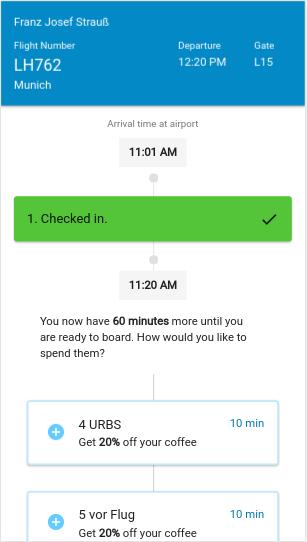 Franz Josef Strauß
Flight Number
Departure
Gate
LH762
12:20 PM
L15
Munich
Arrival time at airport
11:01 AM
1. Checked in.
11:20 AM
You now have 60 minutes more until you
are ready to board. How would you like to
spend them?
4 URBS
10 min
Get 20% off your coffee
5 vor Flug
10 min
Get 20% off your coffee